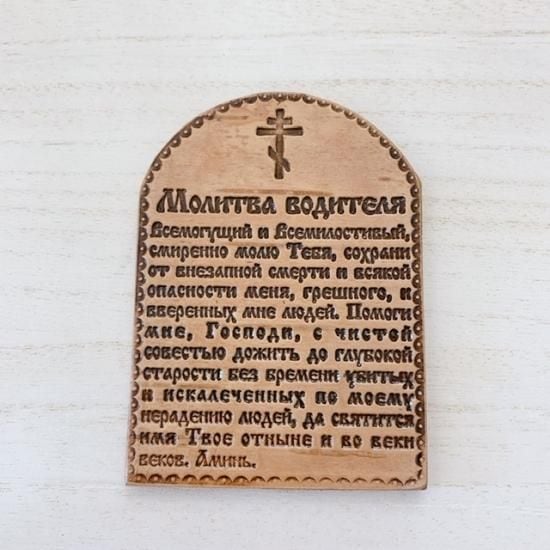 Молитва водителя
Всемогущий и Всемилостивый,
смиренно молю Тебя, сохрани
от внезапной смерти и всякой
опасности меня, грешного, и
вверенных мне людей. Помоги
мне, Господи, с чистой
совестью дожить до глубокой
старости без времени убитых
и искалеченных по моему
нерадению людей, да святится
имя Твое отныне и во веки
веков. Аминь.